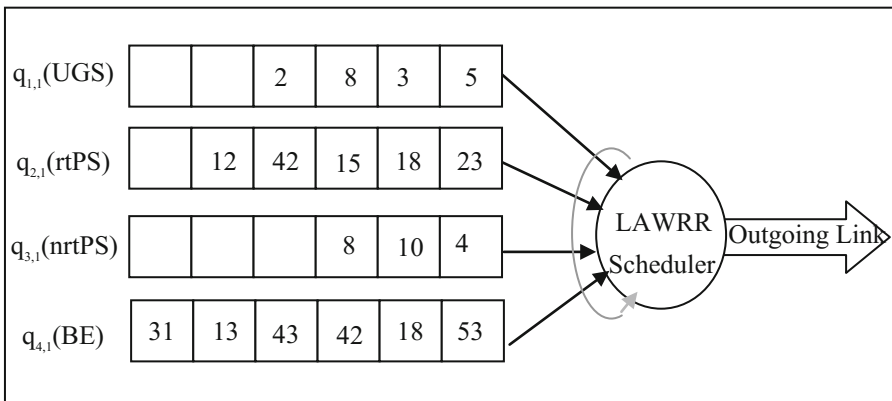 q1,1(UGS) 2 8 3 5
q2,1(rtPS) 12 42 15 18 23
q3,1(nrtPS) 8 10 4
q4,1(BE) 31 13 43 42 18 53
LAWRR
Scheduler
Outgoing Link